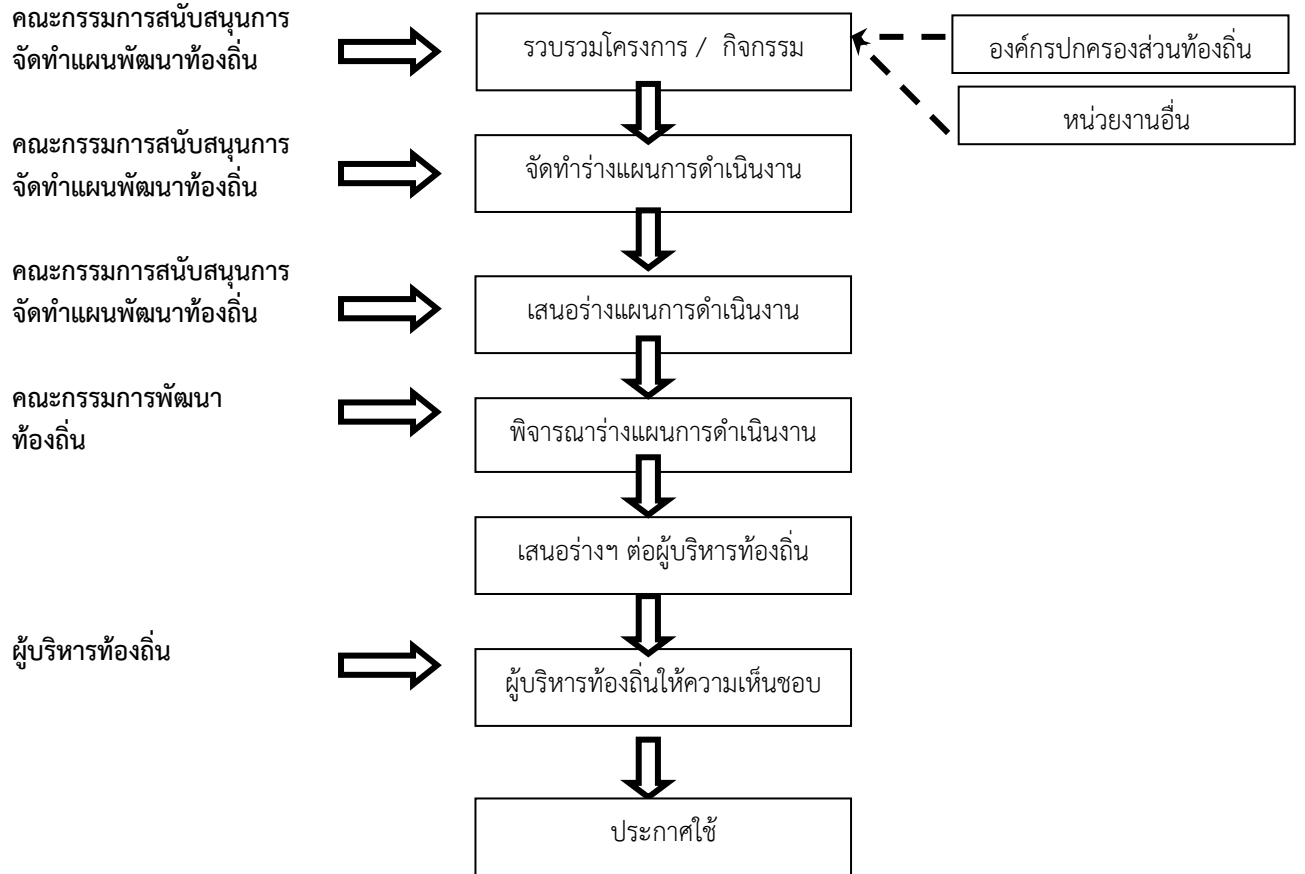 คณะกรรมการสนับสนุนการ
จัดทำแผนพัฒนาท้องถิ่น
รวบรวมโครงการ / กิจกรรม
องค์กรปกครองส่วนท้องถิ่น
หน่วยงานอื่น
คณะกรรมการสนับสนุนการ
จัดทำแผนพัฒนาท้องถิ่น
จัดทำร่างแผนการดำเนินงาน
คณะกรรมการสนับสนุนการ
จัดทำแผนพัฒนาท้องถิ่น
เสนอร่างแผนการดำเนินงาน
คณะกรรมการพัฒนา
ท้องถิ่น
พิจารณาร่างแผนการดำเนินงาน
เสนอร่างฯ ต่อผู้บริหารท้องถิ่น
ผู้บริหารท้องถิ่น
ผู้บริหารท้องถิ่นให้ความเห็นชอบ
ประกาศใช้